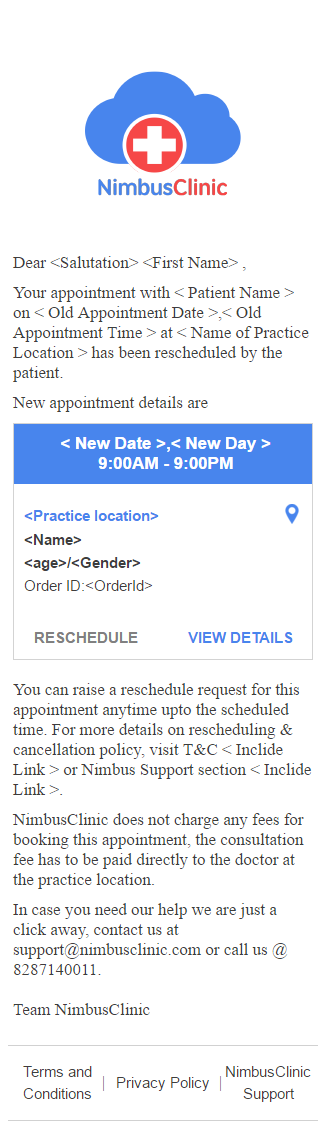 NimbusClinic
Dear <Salutation> <First Name> ,
Your appointment with < Patient Name >
on < Old Appointment Date >,< Old
Appointment Time > at < Name of Practice
Location > has been rescheduled by the
patient.
New appointment details are
< New Date >,< New Day >
9:00AM - 9:00PM
<Practice location>
<Name>
<age>/<Gender>
Order ID:<OrderId>
RESCHEDULE VIEW DETAILS
You can raise a reschedule request for this
appointment anytime upto the scheduled
time. For more details on rescheduling &
cancellation policy, visit T&C < Inclide
Link > or Nimbus Support section < Inclide
Link >.
NimbusClinic does not charge any fees for
booking this appointment, the consultation
fee has to be paid directly to the doctor at
the practice location.
In case you need our help we are just a
click away, contact us at
support@nimbusclinic.com or call us @
8287140011.
Team NimbusClinic
Terms and
Conditions | Privacy Policy | NimbusClinic
Support